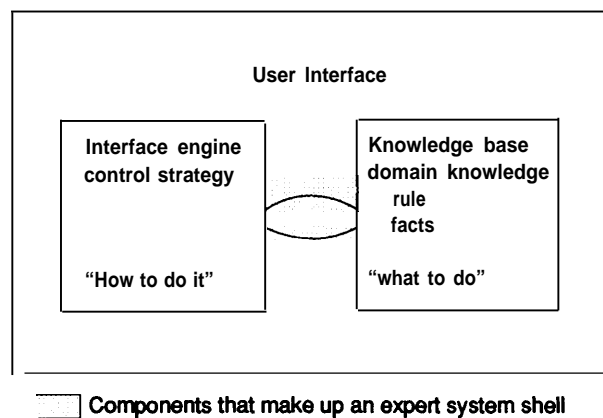 User Interface
Interface engine
control strategy
"How to do it"
Knowledge base
domain knowledge
rule
facts
"what to do"
Components that make up an expert system shell